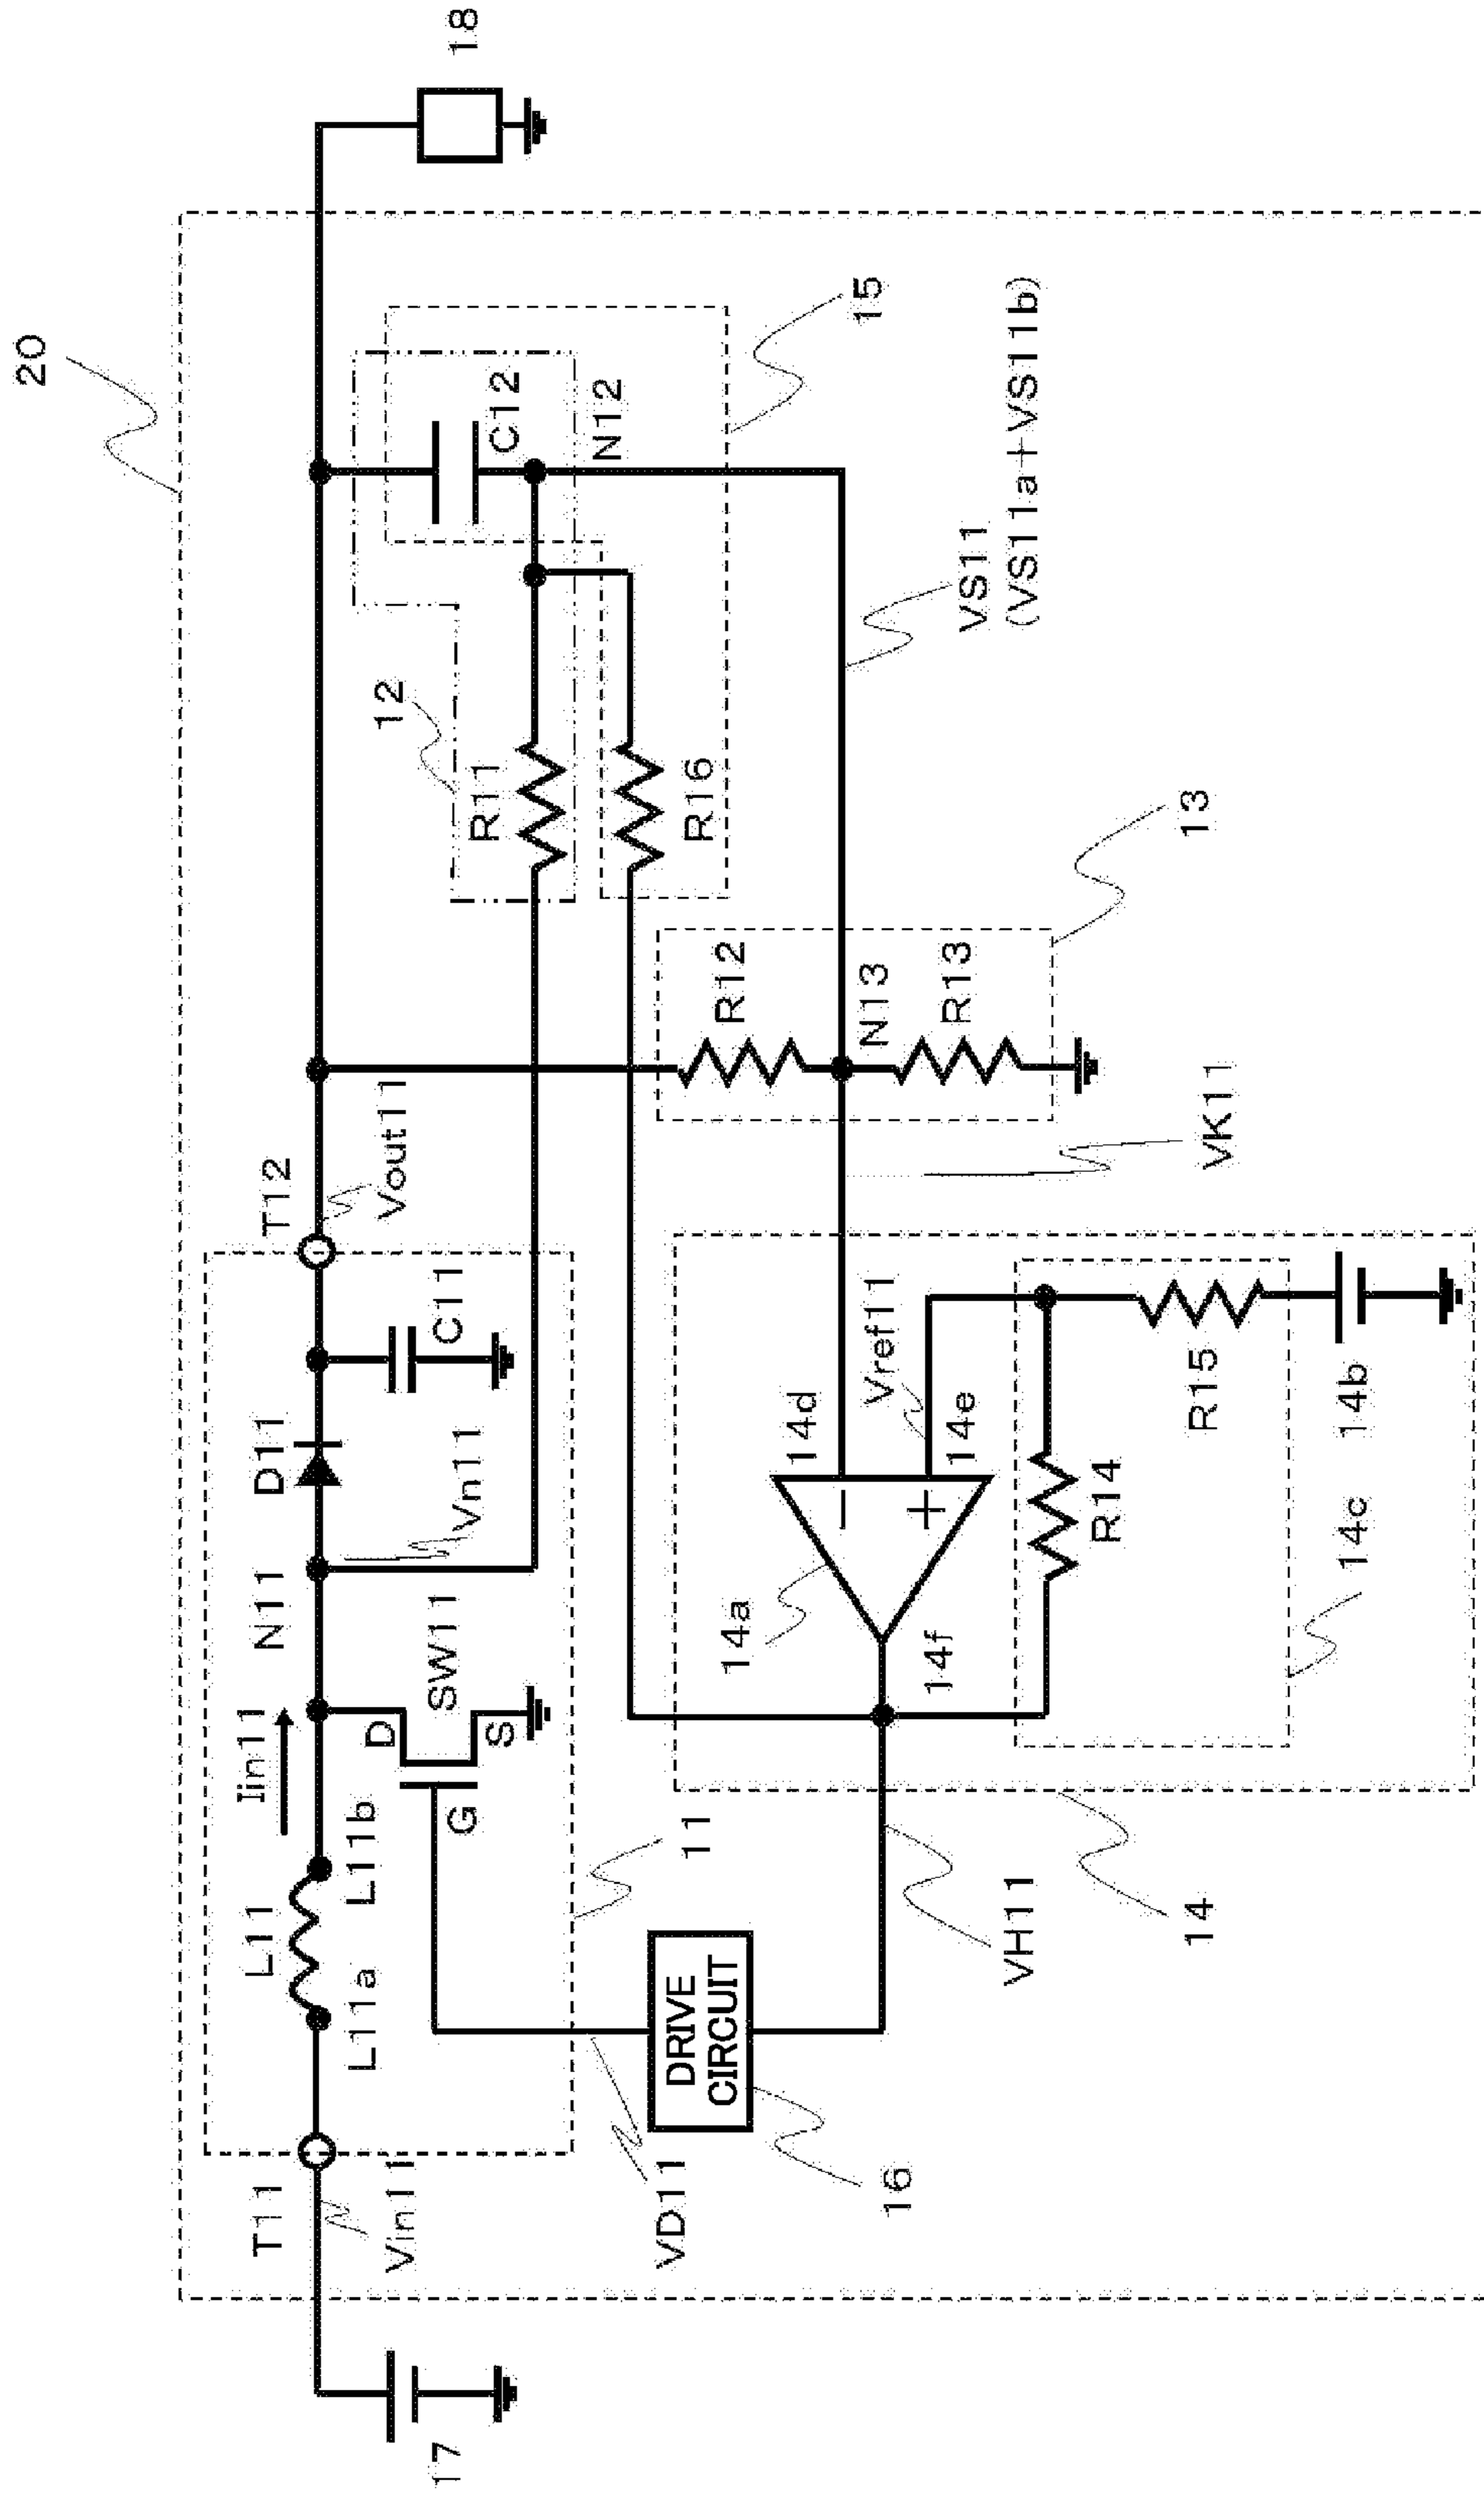 20
T11
Vin11
17
L11
L11a
L11b
Iin11
D
G
S
SW11
N11
Vn11
D11
C11
T12
Vout11
11
12
R11
C12
N12
R16
15
18
VS11
(VS11a+VS11b)
R12
N13
R13
13
VK11
DRIVE
CIRCUIT
VD11
16
VH11
14a
14d
14e
14f
−
+
Vref11
R14
R15
14b
14c
14